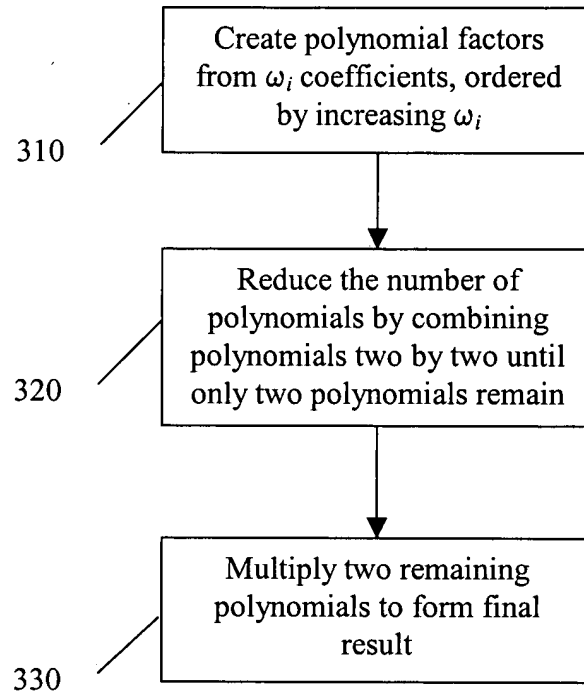 Create polynomial factors
from ωi coefficients, ordered
by increasing ωi
310
Reduce the number of
polynomials by combining
polynomials two by two until
only two polynomials remain
320
Multiply two remaining
polynomials to form final
result
330